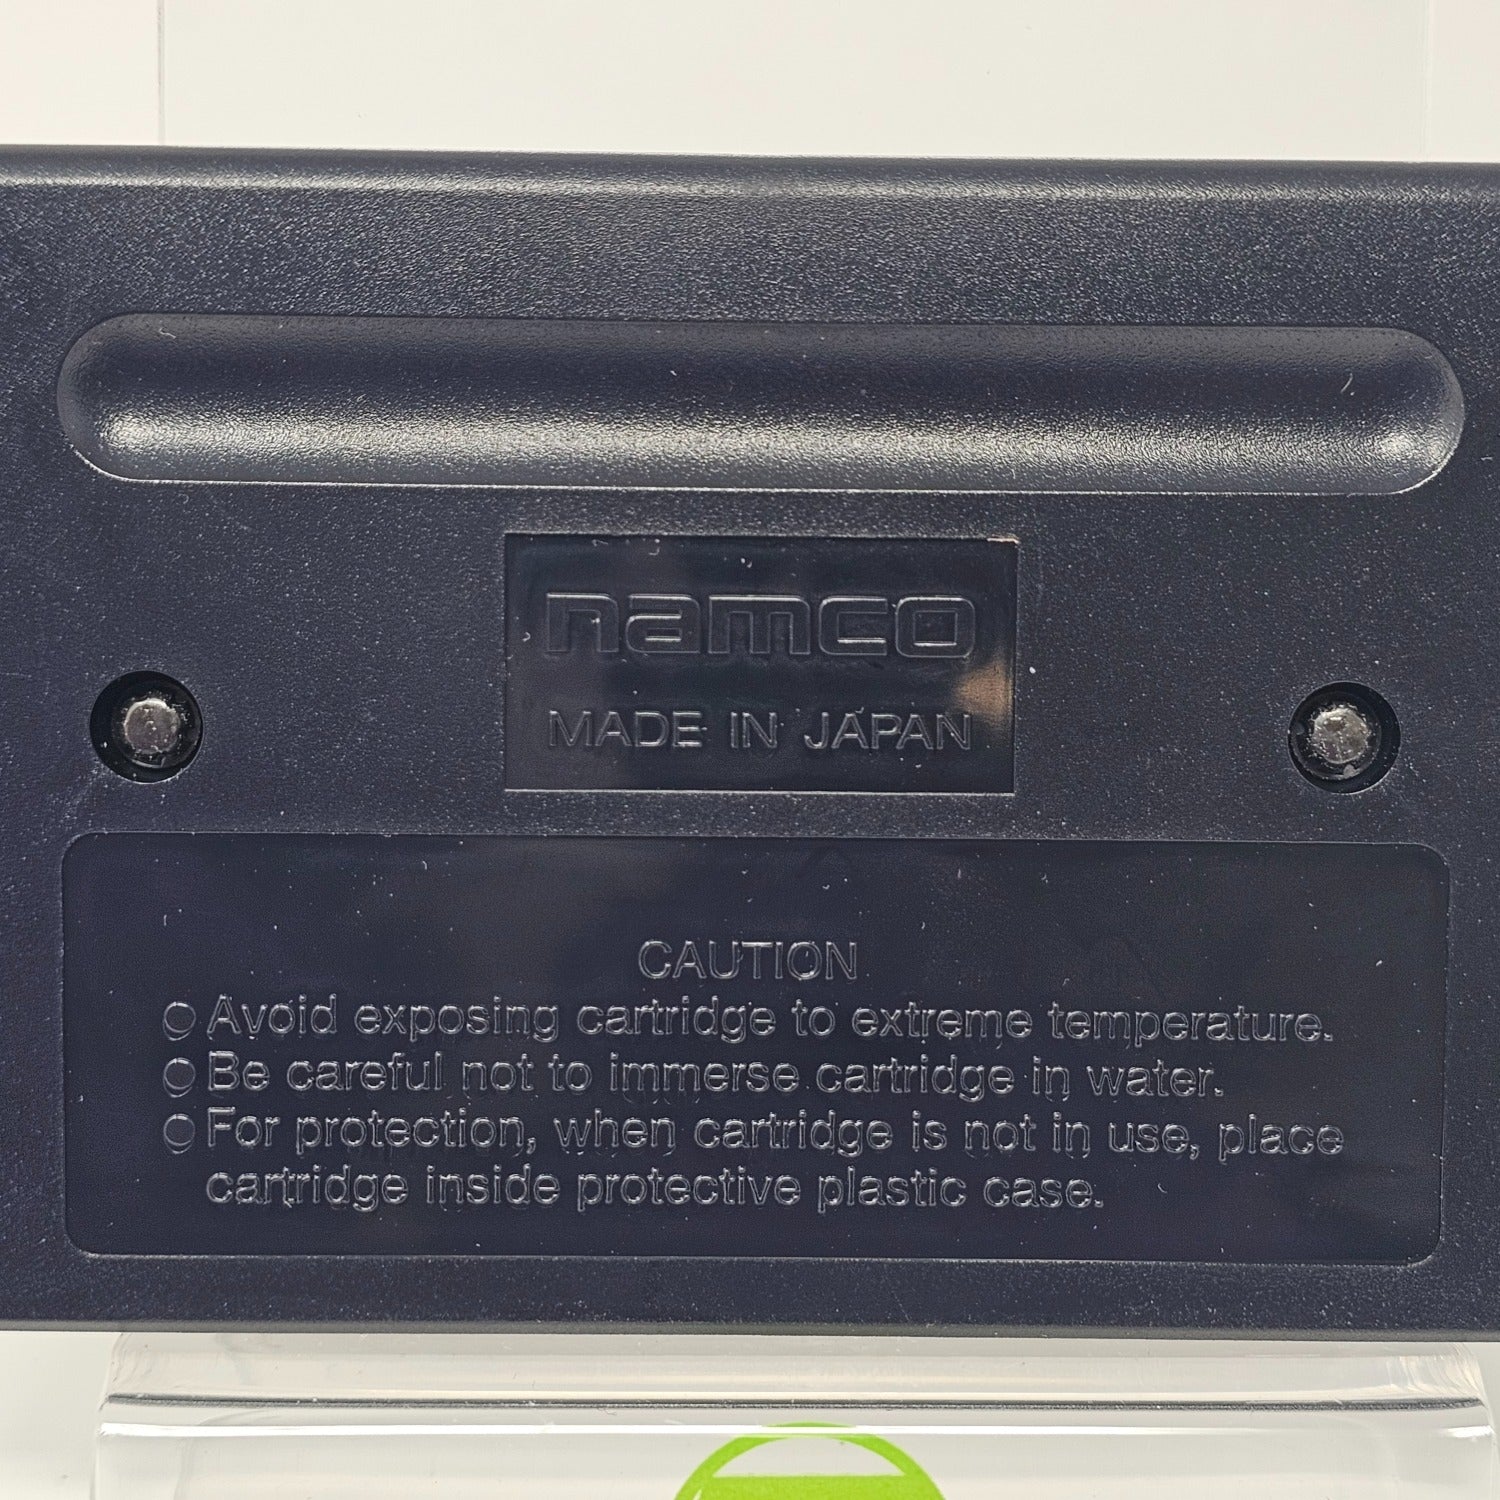 namco
MADE IN JAPAN
CAUTION
○ Avoid exposing cartridge to extreme temperature.
○ Be careful not to immerse cartridge in water.
○ For protection, when cartridge is not in use, place
cartridge inside protective plastic case.